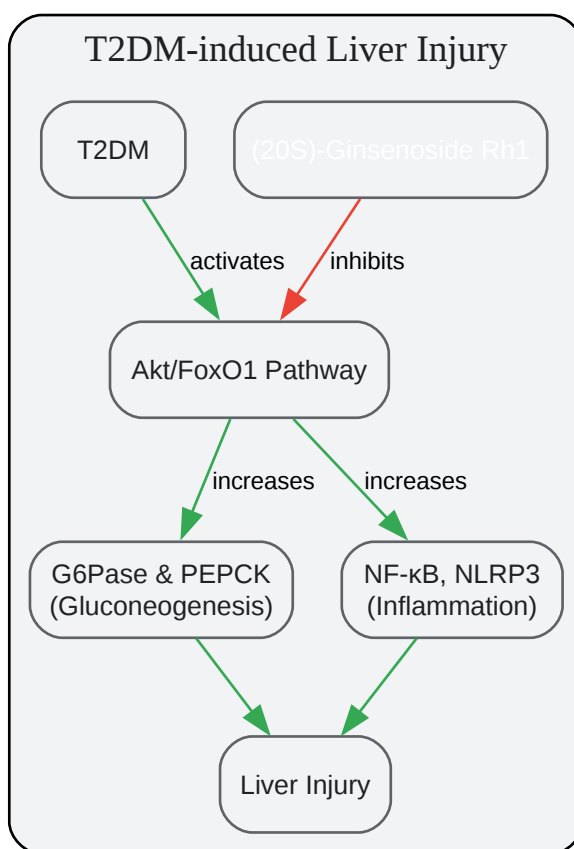 T2DM-induced Liver Injury
T2DM
(20S)-Ginsenoside Rh1
activates
inhibits
Akt/FoxO1 Pathway
increases
increases
G6Pase & PEPCK
(Gluconeogenesis)
NF-κB, NLRP3
(Inflammation)
Liver Injury